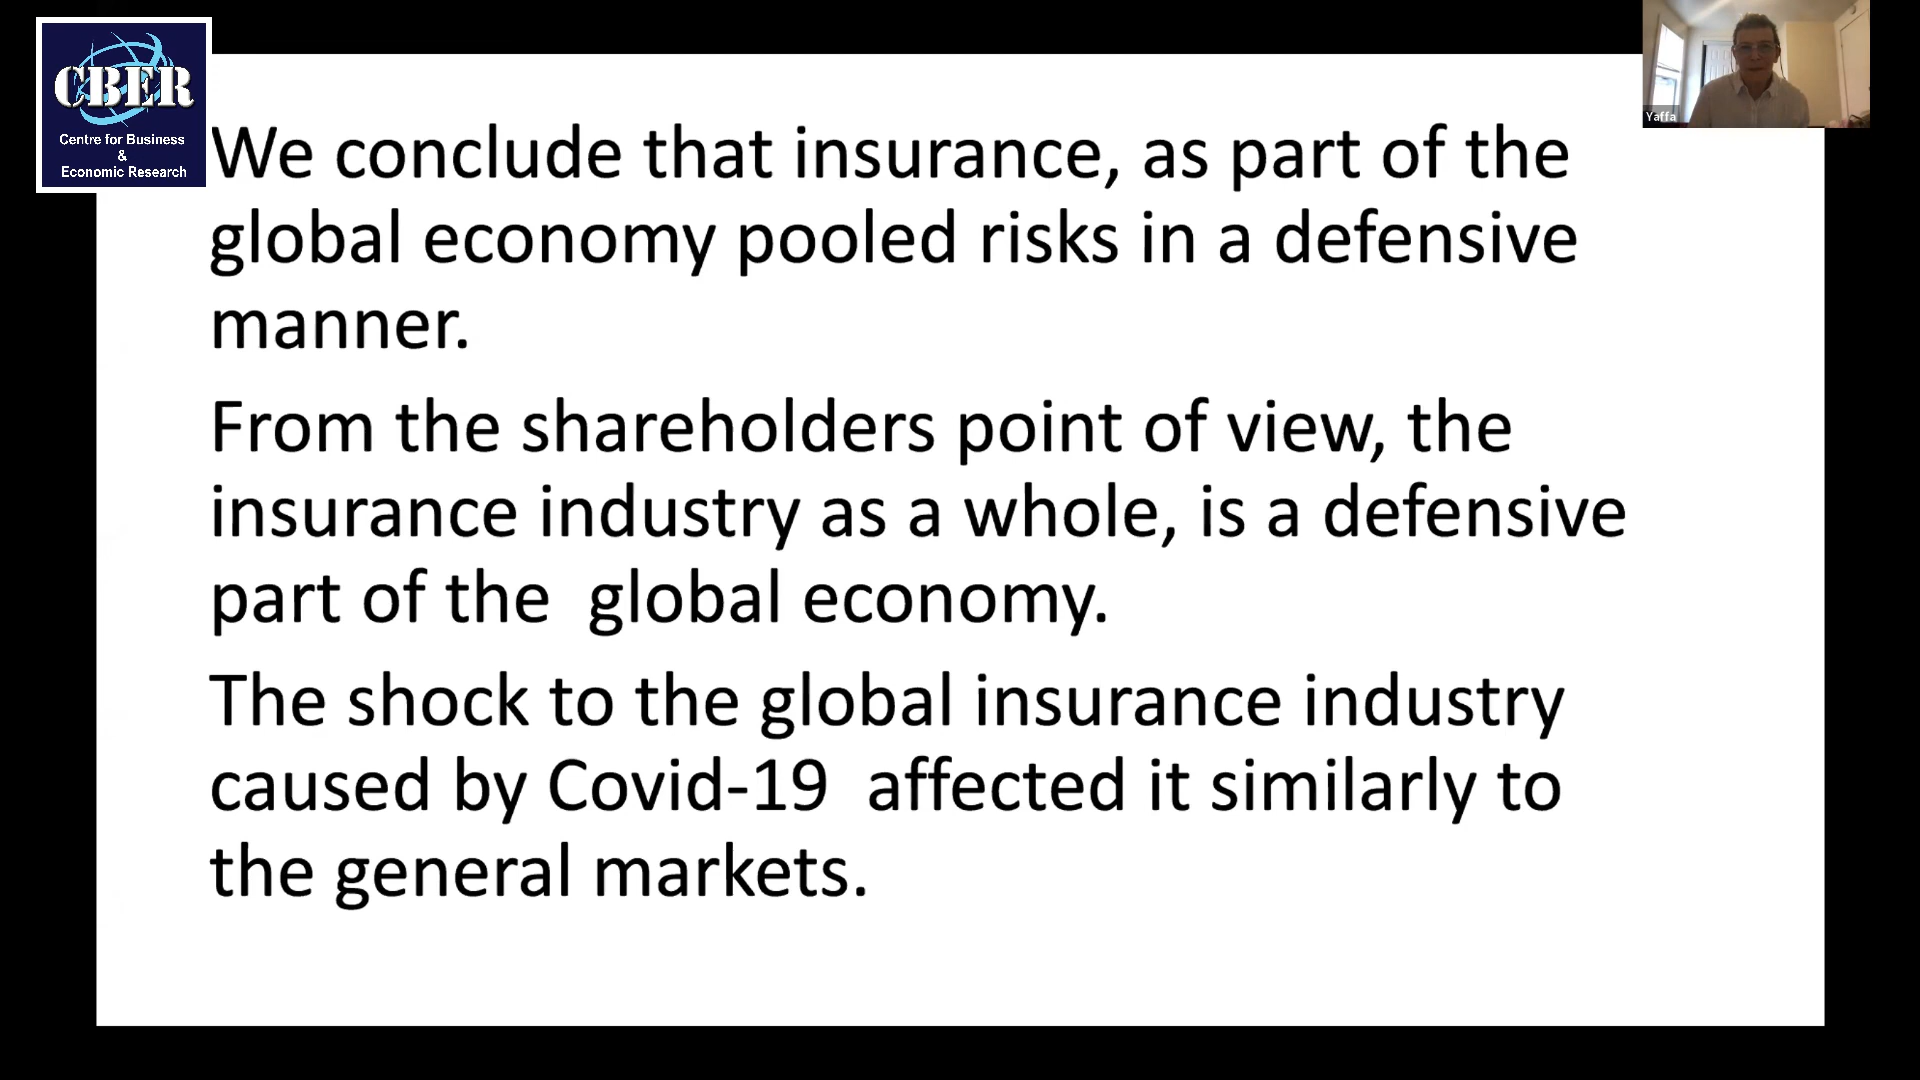 CBER
Centre for Business
&
Economic Research
Yaffa
We conclude that insurance, as part of the
global economy pooled risks in a defensive
manner.
From the shareholders point of view, the
insurance industry as a whole, is a defensive
part of the  global economy.
The shock to the global insurance industry
caused by Covid-19  affected it similarly to
the general markets.